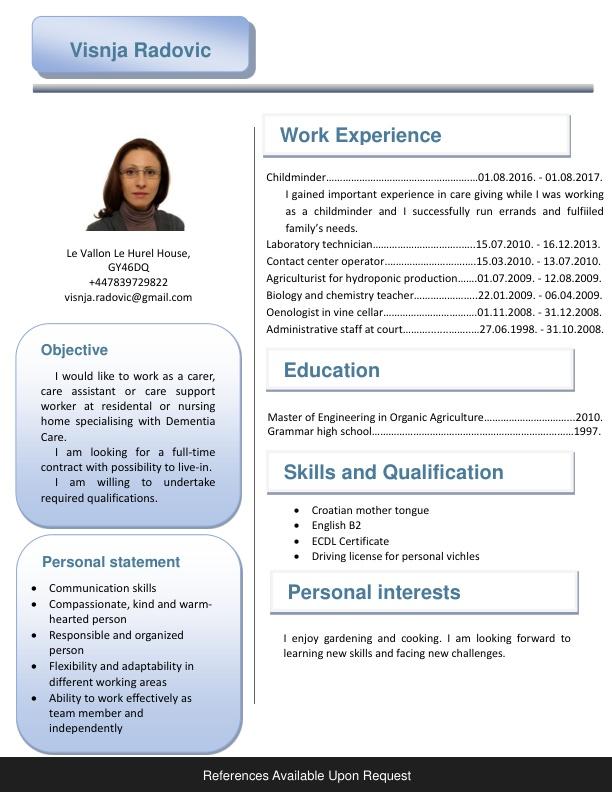 Visnja Radovic
Le Vallon Le Hurel House,
GY46DQ
+447839729822
visnja.radovic@gmail.com
Objective
I would like to work as a carer,
care assistant or care support
worker at residental or nursing
home specialising with Dementia
Care.
I am looking for a full-time
contract with possibility to live-in.
I am willing to undertake
required qualifications.
Personal statement
• Communication skills
• Compassionate, kind and warm-
hearted person
• Responsible and organized
person
• Flexibility and adaptability in
different working areas
• Ability to work effectively as
team member and
independently
Work Experience
Childminder……………………………………………01.08.2016. - 01.08.2017.
I gained important experience in care giving while I was working
as a childminder and I successfully run errands and fulfiiled
family’s needs.
Laboratory technician……………………………..15.07.2010. - 16.12.2013.
Contact center operator………………………….15.03.2010. - 13.07.2010.
Agriculturist for hydroponic production…….01.07.2009. - 12.08.2009.
Biology and chemistry teacher…………………22.01.2009. - 06.04.2009.
Oenologist in vine cellar………………………….01.11.2008. - 31.12.2008.
Administrative staff at court…………………….27.06.1998. - 31.10.2008.
Education
Master of Engineering in Organic Agriculture………………………….2010.
Grammar high school……………………………………………………………1997.
Skills and Qualification
• Croatian mother tongue
• English B2
• ECDL Certificate
• Driving license for personal vichles
Personal interests
I enjoy gardening and cooking. I am looking forward to
learning new skills and facing new challenges.
References Available Upon Request